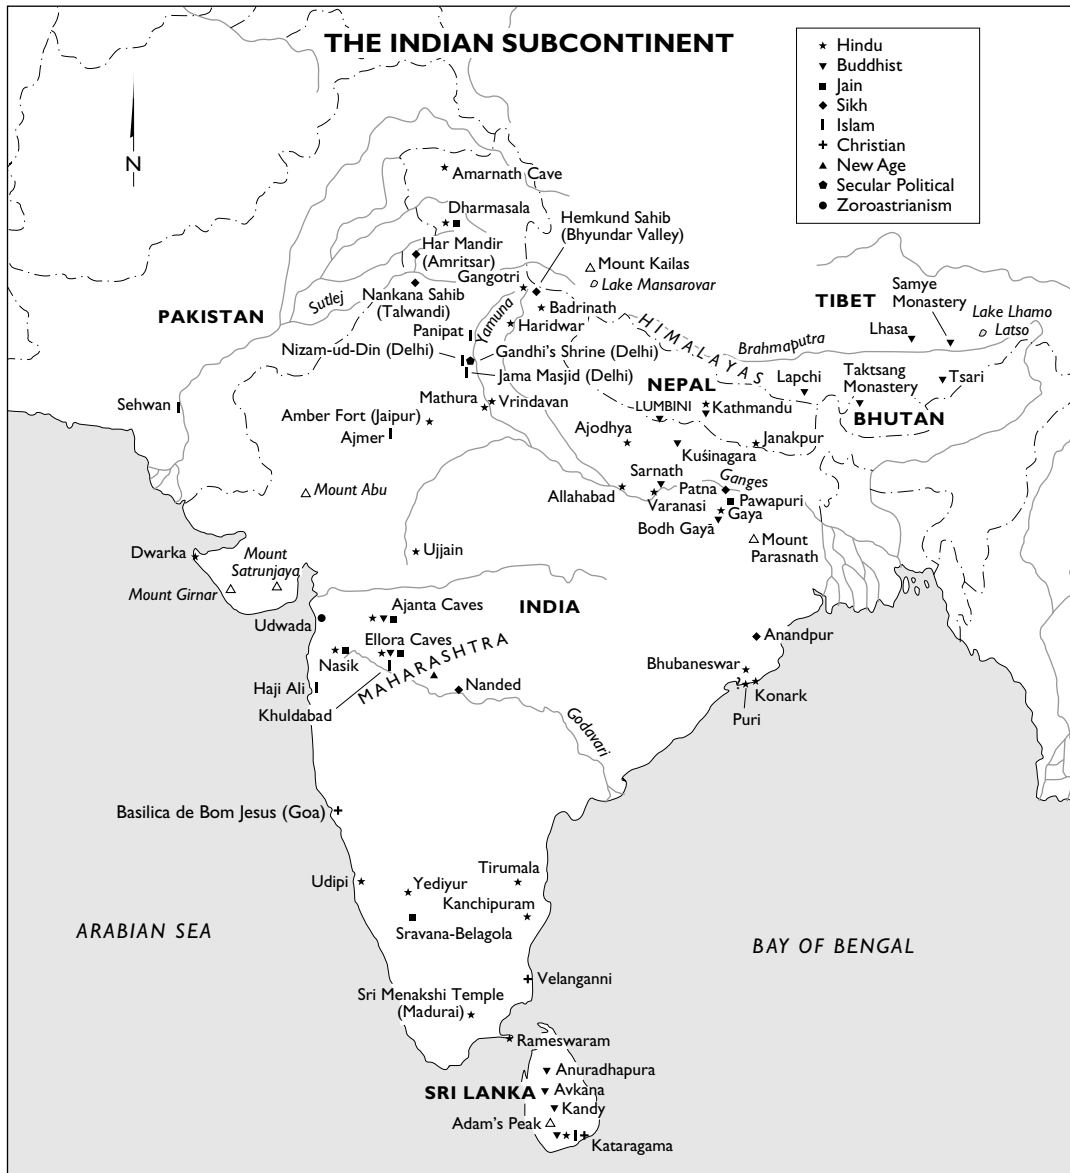 THE INDIAN SUBCONTINENT
Hindu
Buddhist
Jain
Sikh
Islam
Christian
New Age
Secular Political
Zoroastrianism
N
Amarnath Cave
Dharmasala
Hemkund Sahib
(Bhyundar Valley)
Har Mandir
(Amritsar)
Gangotri
Mount Kailas
Lake Mansarovar
Sutlej
Nankana Sahib
(Talwandi)
Badrinath
Samye
Monastery
TIBET
Lake Lhamo
Latso
PAKISTAN
Panipat
Yamuna
Haridwar
HIMALAYAS
Brahmaputra
Lhasa
Nizam-ud-Din (Delhi)
Gandhi's Shrine (Delhi)
Jama Masjid (Delhi)
NEPAL
Lapchi
Taktsang
Monastery
Tsari
Sehwan
Mathura
Vrindavan
LUMBINI
Kathmandu
BHUTAN
Amber Fort (Jaipur)
Ajmer
Ajodhya
Kuśinagara
Janakpur
Mount Abu
Sarnath
Ganges
Allahabad
Varanasi
Patna
Pawapuri
Gaya
Bodh Gayā
Mount
Parasnath
Dwarka
Mount
Satrunjaya
Ujjain
Mount Girnar
Udwada
Ajanta Caves
INDIA
Anandpur
Ellora Caves
Nasik
MAHARASHTRA
Bhubaneswar
Haji Ali
Nanded
Konark
Khuldabad
Puri
Godavari
Basilica de Bom Jesus (Goa)
Udipi
Yediyur
Tirumala
Kanchipuram
Sravana-Belagola
ARABIAN SEA
BAY OF BENGAL
Velanganni
Sri Menakshi Temple
(Madurai)
Rameswaram
Anuradhapura
SRI LANKA
Avkana
Kandy
Adam's Peak
Kataragama